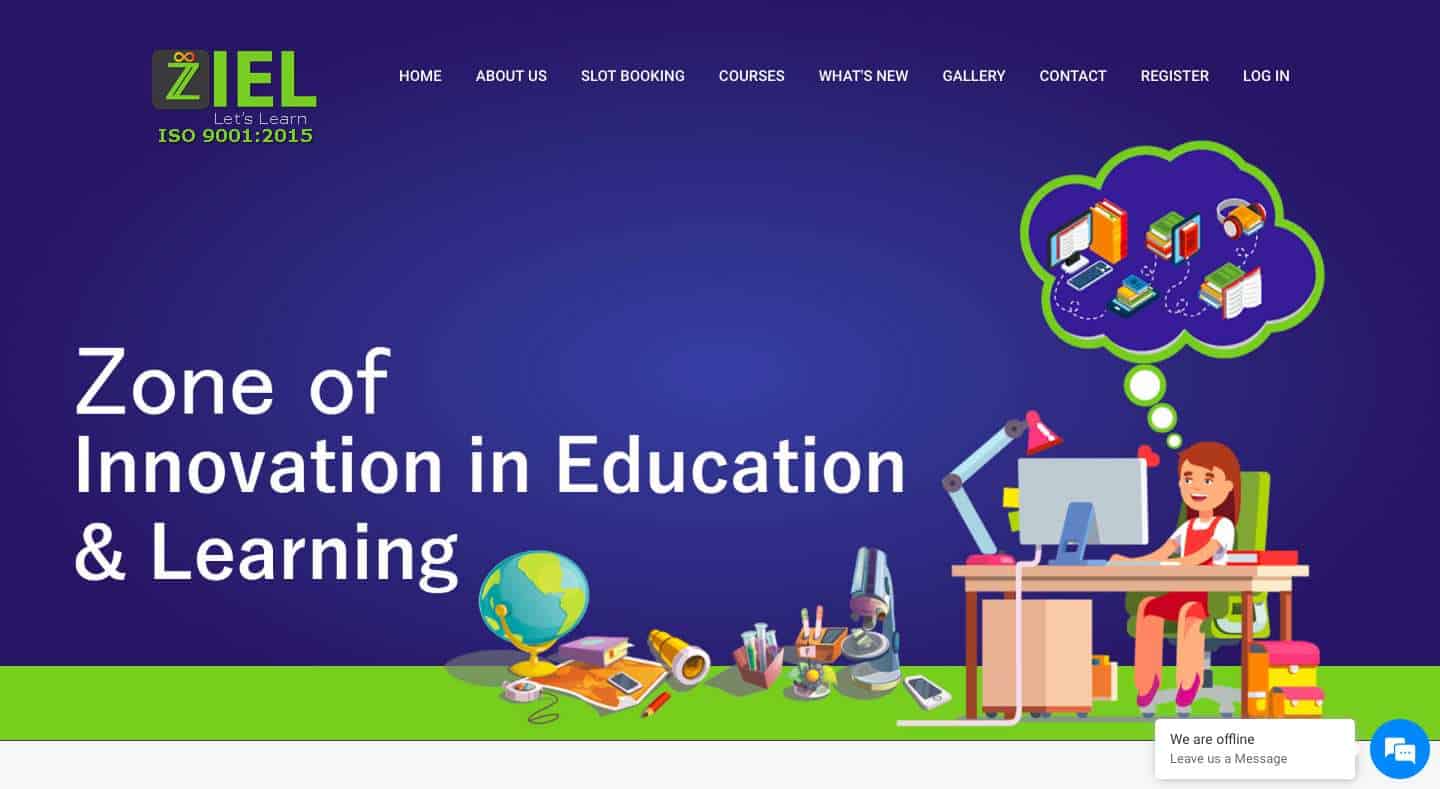 ZIEL
Let's Learn
ISO 9001:2015
HOME ABOUT US SLOT BOOKING COURSES WHAT'S NEW GALLERY CONTACT REGISTER LOG IN
Zone of
Innovation in Education
& Learning
We are offline
Leave us a Message